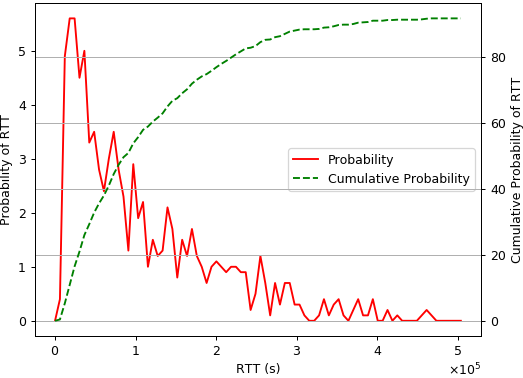 Probability of RTT
5
4
3
2
1
0
80
60
40
20
0
Cumulative Probability of RTT
Probability
Cumulative Probability
0 1 2 3 4 5
RTT (s)
×10⁵